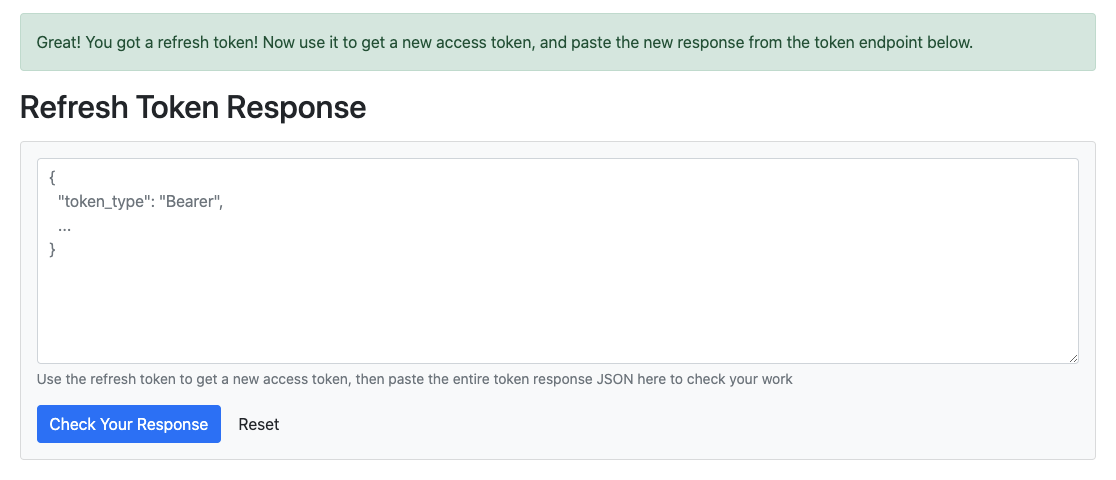 Great! You got a refresh token! Now use it to get a new access token, and paste the new response from the token endpoint below.
Refresh Token Response
{
  "token_type": "Bearer",
  ...
}
Use the refresh token to get a new access token, then paste the entire token response JSON here to check your work
Check Your Response Reset